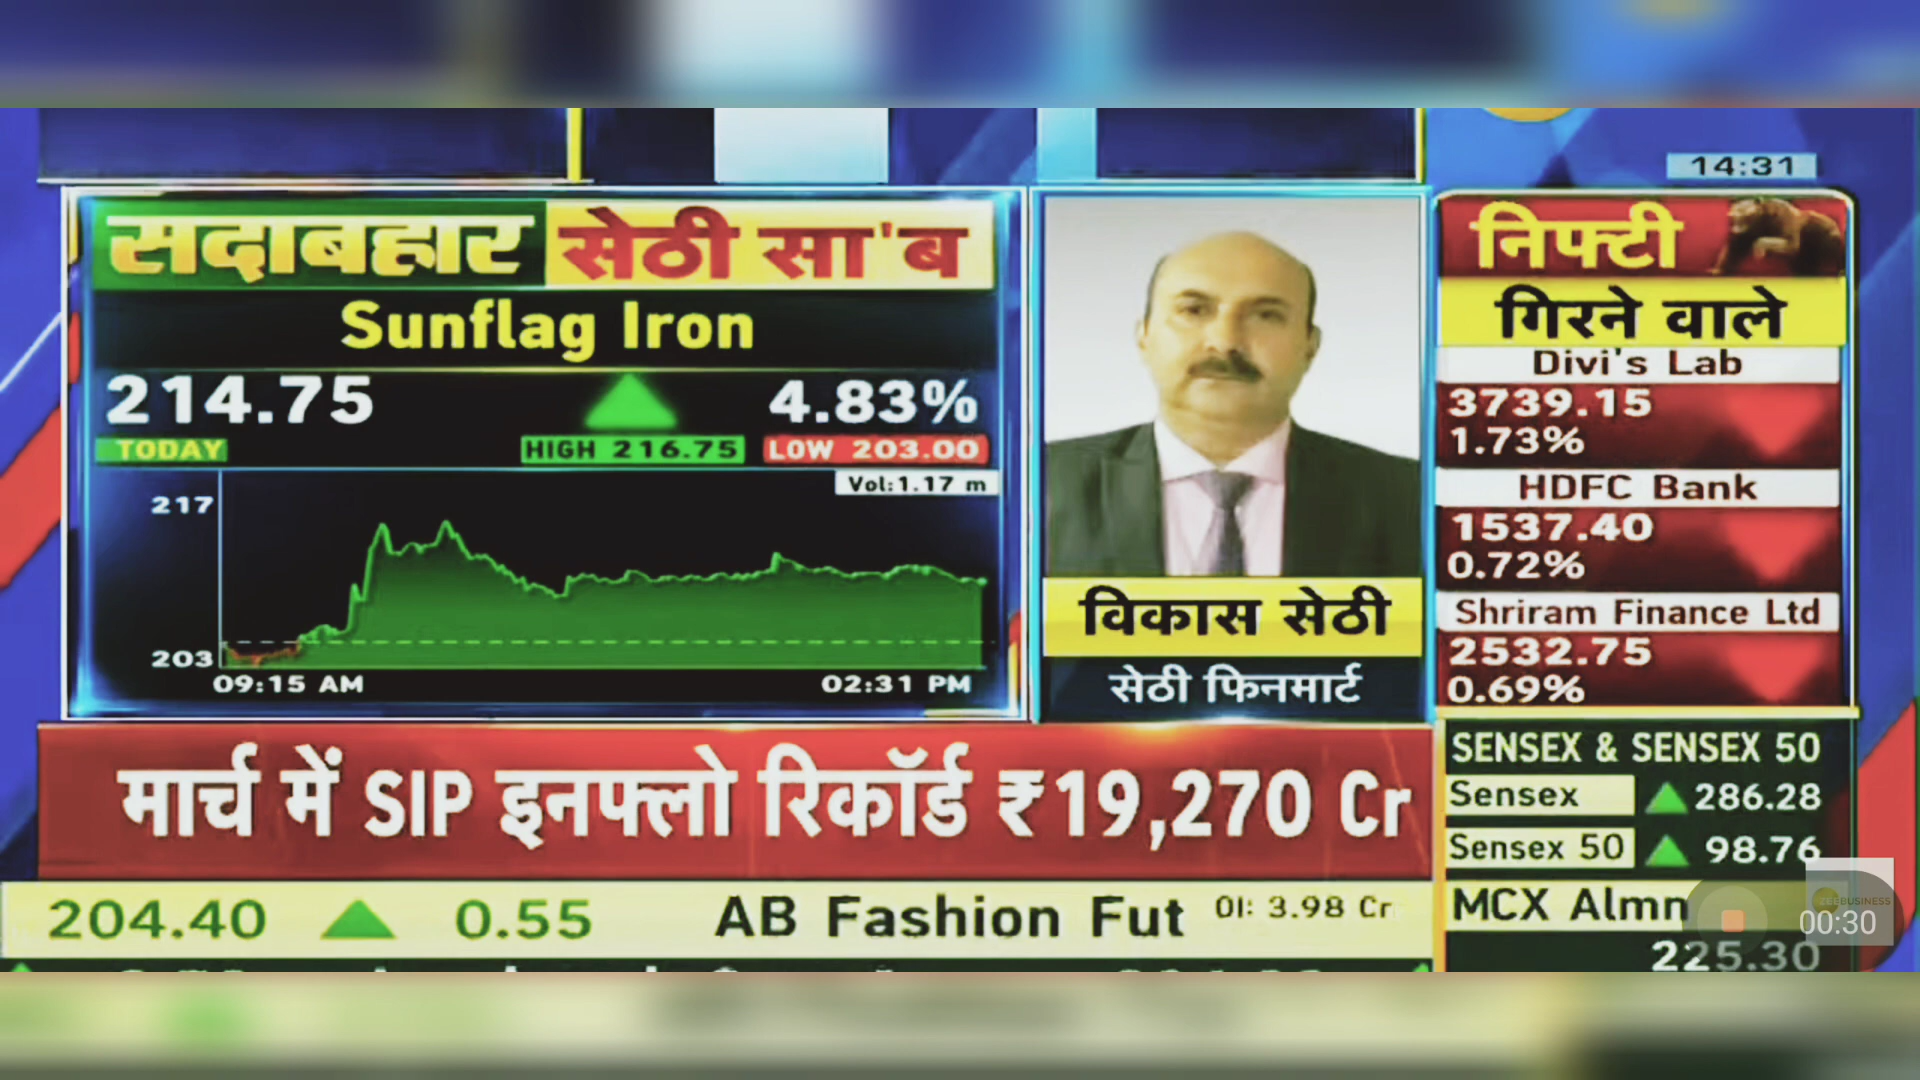 14:31
सदाबहार सेठी सा'ब
Sunflag Iron
214.75 4.83%
TODAY HIGH 216.75 LOW 203.00
Vol:1.17 m
217
203
09:15 AM 02:31 PM
विकास सेठी
सेठी फिनमार्ट
निफ्टी
गिरने वाले
Divi's Lab
3739.15
1.73%
HDFC Bank
1537.40
0.72%
Shriram Finance Ltd
2532.75
0.69%
मार्च में SIP इनफ्लो रिकॉर्ड ₹19,270 Cr
SENSEX & SENSEX 50
Sensex 286.28
Sensex 50 98.76
MCX Almn
225.30
ZEEBUSINESS
00:30
204.40 0.55 AB Fashion Fut OI: 3.98 Cr